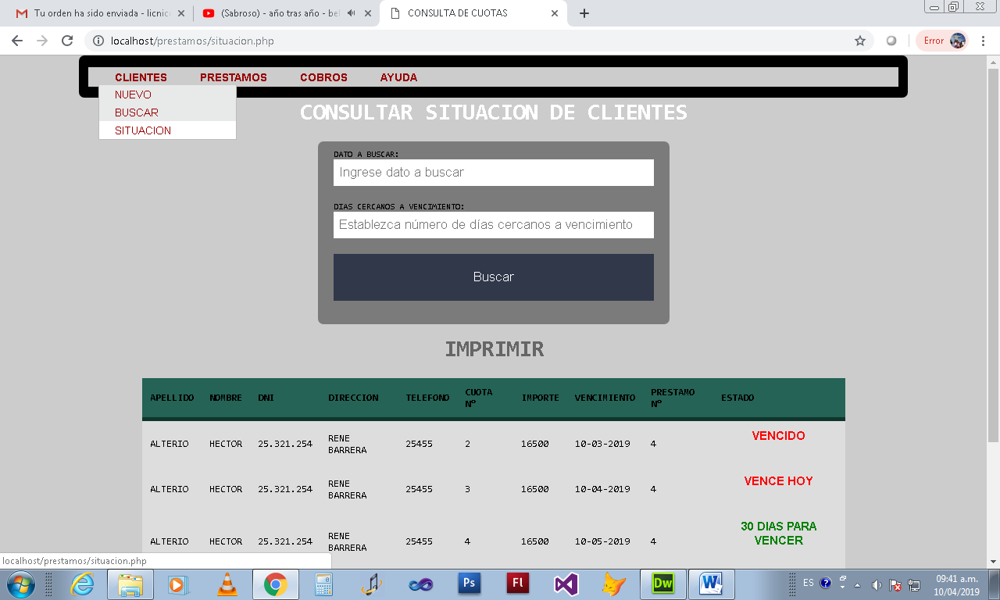 Tu orden ha sido enviada - licnic
(Sabroso) - año tras año - bel
CONSULTA DE CUOTAS
localhost/prestamos/situacion.php
Error
CLIENTES PRESTAMOS COBROS AYUDA
NUEVO
BUSCAR
SITUACION
CONSULTAR SITUACION DE CLIENTES
DATO A BUSCAR:
Ingrese dato a buscar
DIAS CERCANOS A VENCIMIENTO:
Establezca número de días cercanos a vencimiento
Buscar
IMPRIMIR
APELLIDO NOMBRE DNI DIRECCION TELEFONO CUOTA Nº IMPORTE VENCIMIENTO PRESTAMO Nº ESTADO
ALTERIO HECTOR 25.321.254 RENE BARRERA 25455 2 16500 10-03-2019 4 VENCIDO
ALTERIO HECTOR 25.321.254 RENE BARRERA 25455 3 16500 10-04-2019 4 VENCE HOY
ALTERIO HECTOR 25.321.254 RENE BARRERA 25455 4 16500 10-05-2019 4 30 DIAS PARA VENCER
localhost/prestamos/situacion.php
Ps Fl Dw W
ES
09:41 a.m.
10/04/2019